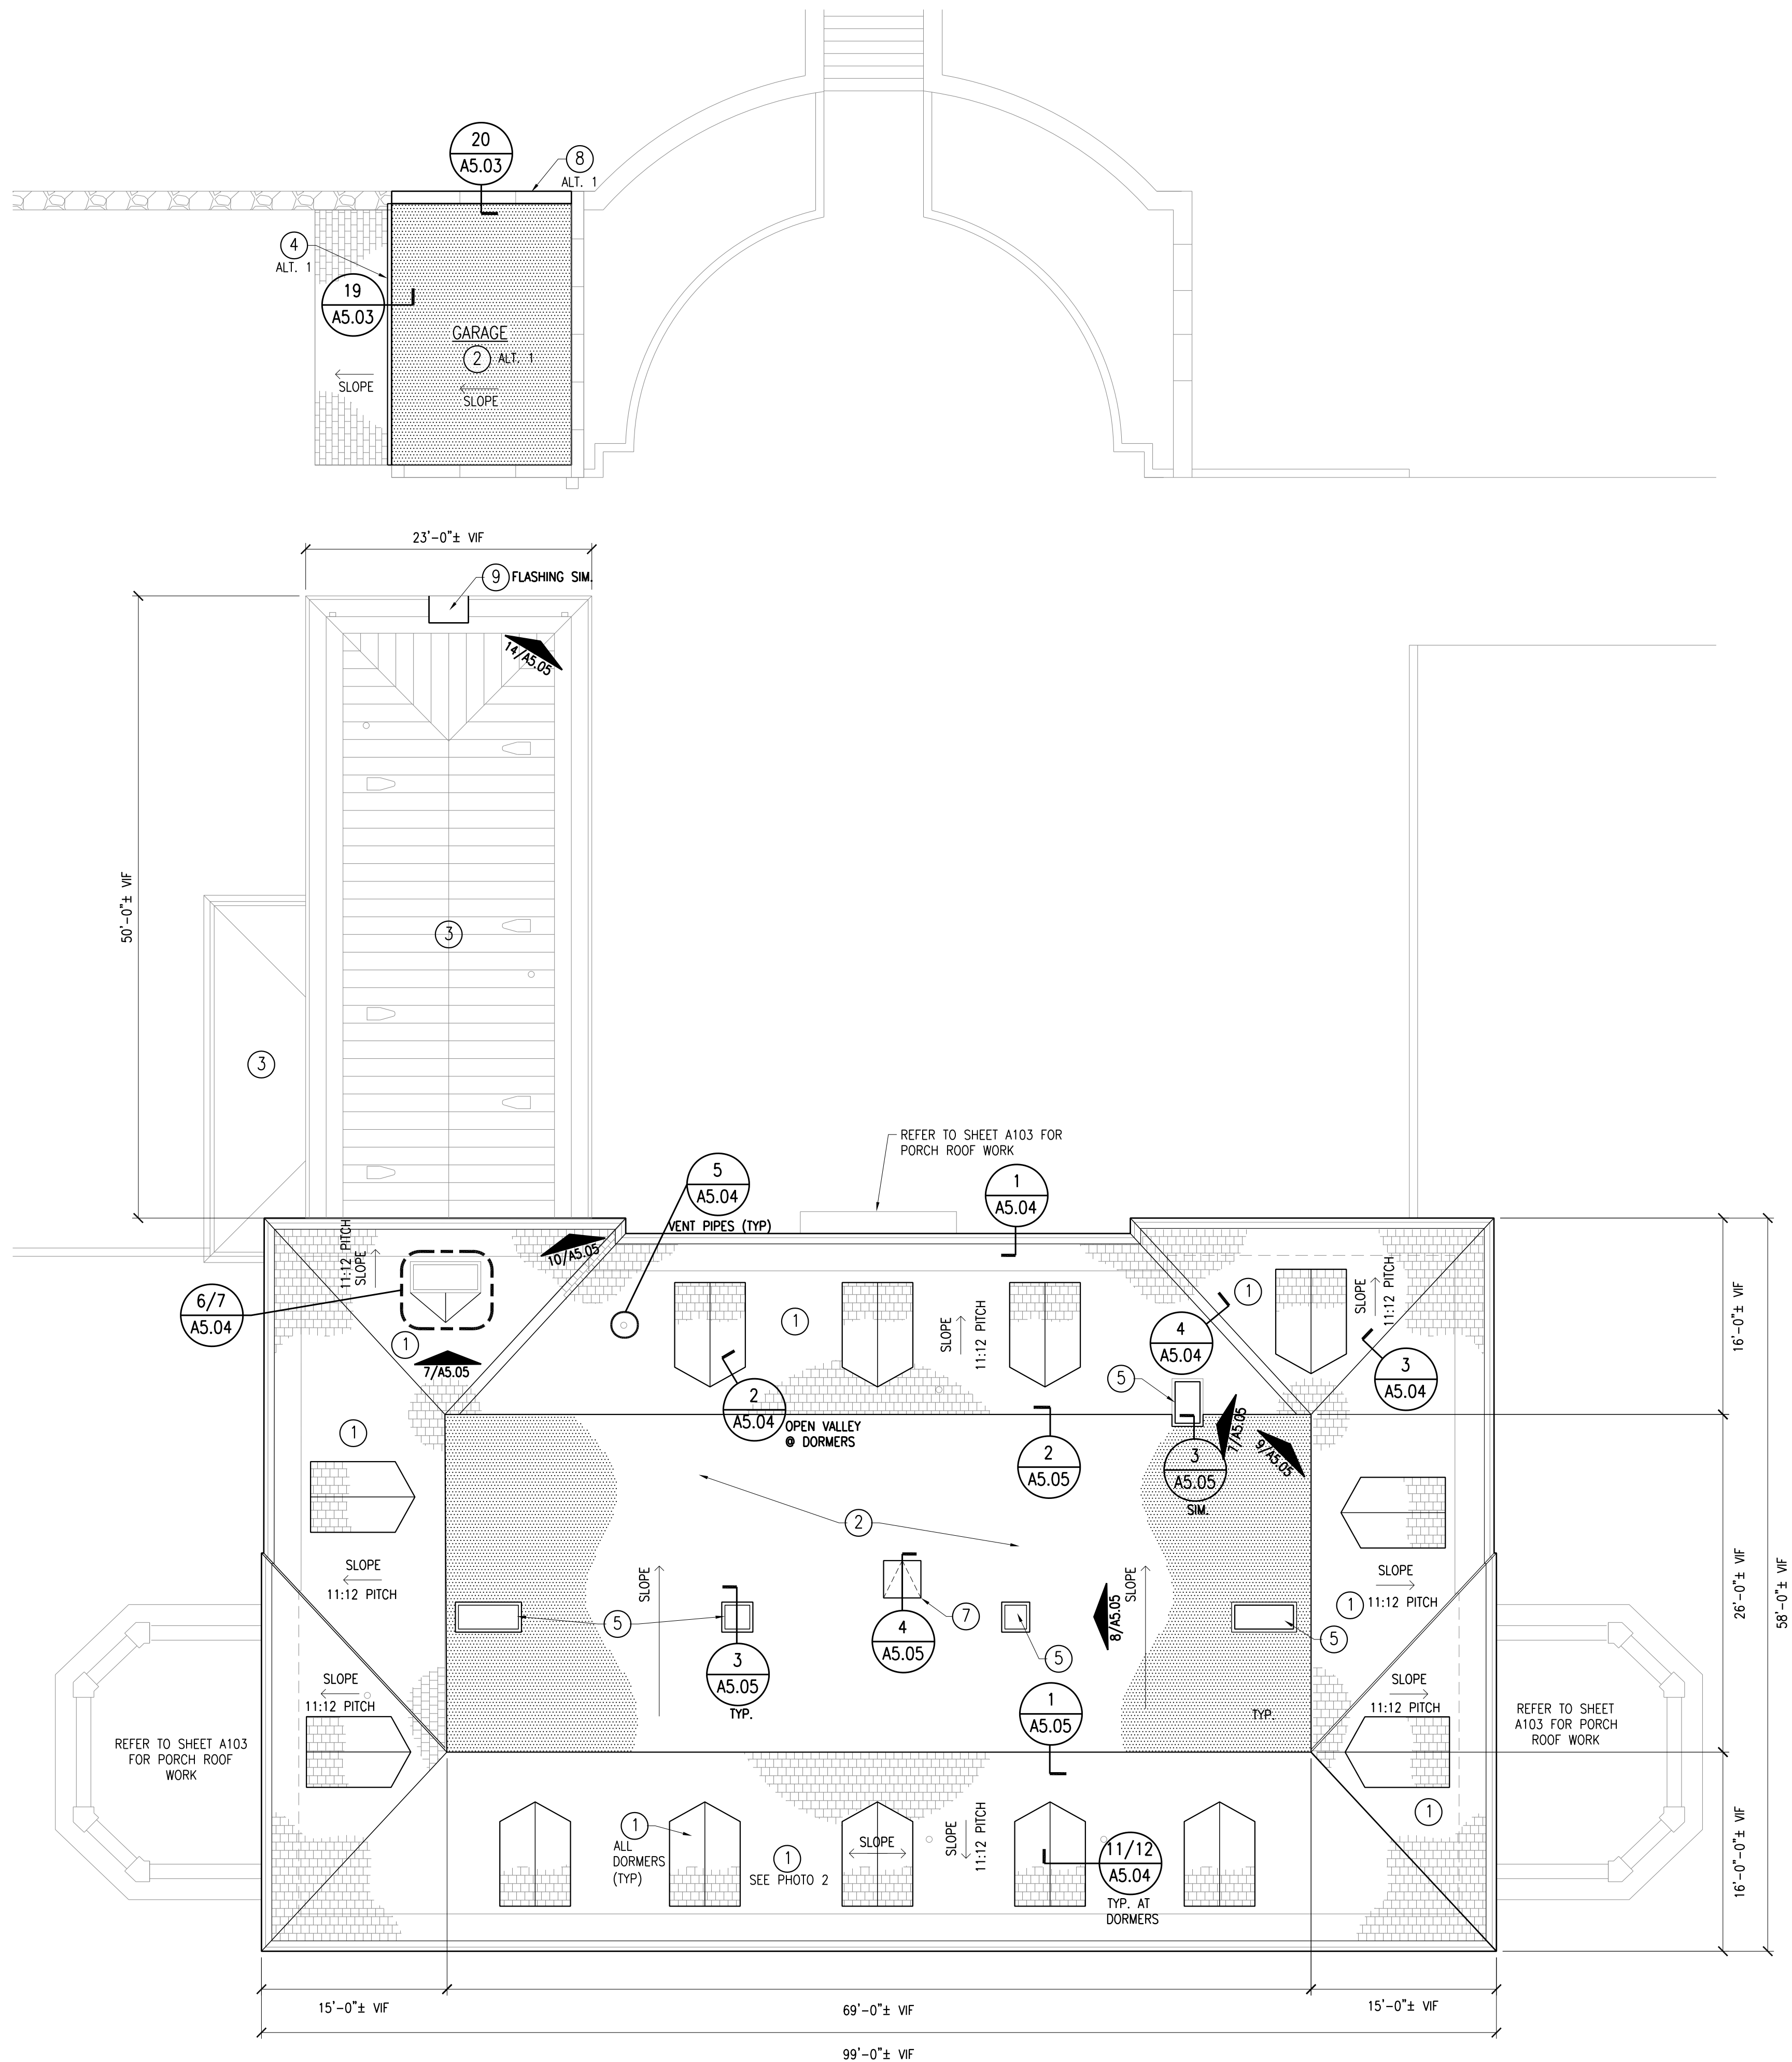 20
A5.03
8
ALT. 1
4
ALT. 1
19
A5.03
GARAGE
2 ALT. 1
SLOPE
SLOPE
23'-0"± VIF
9 FLASHING SIM.
14/A5.05
50'-0"± VIF
3
3
REFER TO SHEET A103 FOR
PORCH ROOF WORK
5
A5.04
VENT PIPES (TYP)
1
A5.04
11:12 PITCH
SLOPE
10/A5.05
6/7
A5.04
1
7/A5.05
1
SLOPE
11:12 PITCH
4
A5.04
1
SLOPE
11:12 PITCH
3
A5.04
16'-0"± VIF
5
2
A5.04
OPEN VALLEY
@ DORMERS
1
2
A5.05
3
A5.05
SIM.
7/A5.05
9/A5.05
2
SLOPE
11:12 PITCH
SLOPE
SLOPE
SLOPE
1 11:12 PITCH
26'-0"± VIF
58'-0"± VIF
5
7
8/A5.05
5
3
A5.05
TYP.
4
A5.05
5
1
A5.05
TYP.
SLOPE
11:12 PITCH
SLOPE
11:12 PITCH
REFER TO SHEET A103
FOR PORCH ROOF
WORK
REFER TO SHEET
A103 FOR PORCH
ROOF WORK
1
1
ALL
DORMERS
(TYP)
1
SEE PHOTO 2
SLOPE
SLOPE
11:12 PITCH
11/12
A5.04
TYP. AT
DORMERS
16'-0"-0"± VIF
15'-0"± VIF
69'-0"± VIF
15'-0"± VIF
99'-0"± VIF